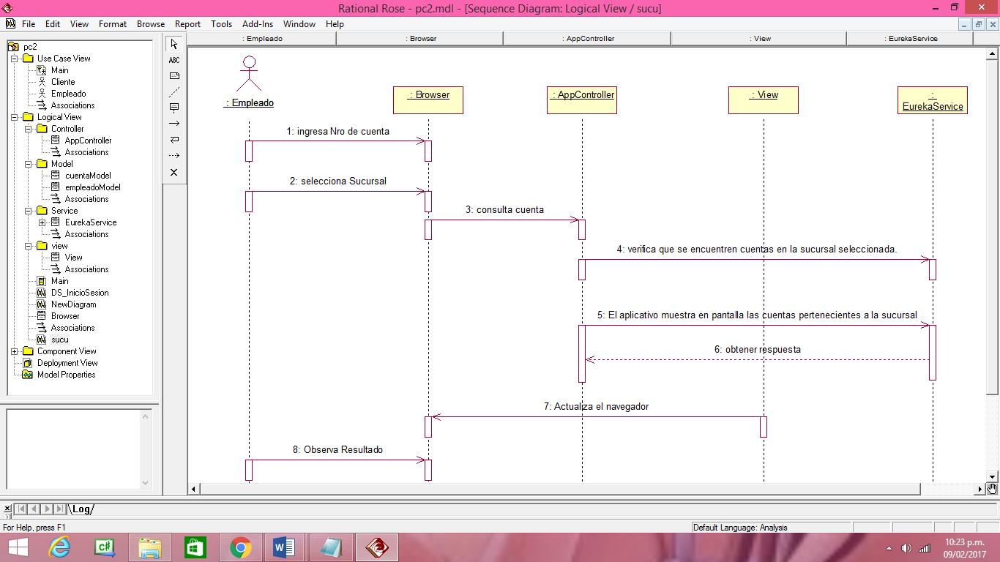 Rational Rose - pc2.mdl - [Sequence Diagram: Logical View / sucu]
File Edit View Format Browse Report Tools Add-Ins Window Help
pc2
Use Case View
Main
Cliente
Empleado
Associations
Logical View
Controller
AppController
Associations
Model
cuentaModel
empleadoModel
Associations
Service
EurekaService
Associations
view
View
Associations
Main
DS_InicioSesion
NewDiagram
Browser
Associations
sucu
Component View
Deployment View
Model Properties
ABC
: Empleado : Browser : AppController : View : EurekaService
: Empleado
: Browser
: AppController
: View
:
EurekaService
1: ingresa Nro de cuenta
2: selecciona Sucursal
3: consulta cuenta
4: verifica que se encuentren cuentas en la sucursal seleccionada.
5: El aplicativo muestra en pantalla las cuentas pertenecientes a la sucursal
6: obtener respuesta
7: Actualiza el navegador
8: Observa Resultado
Log
For Help, press F1
Default Language: Analysis
C#
W
10:23 p.m.
09/02/2017